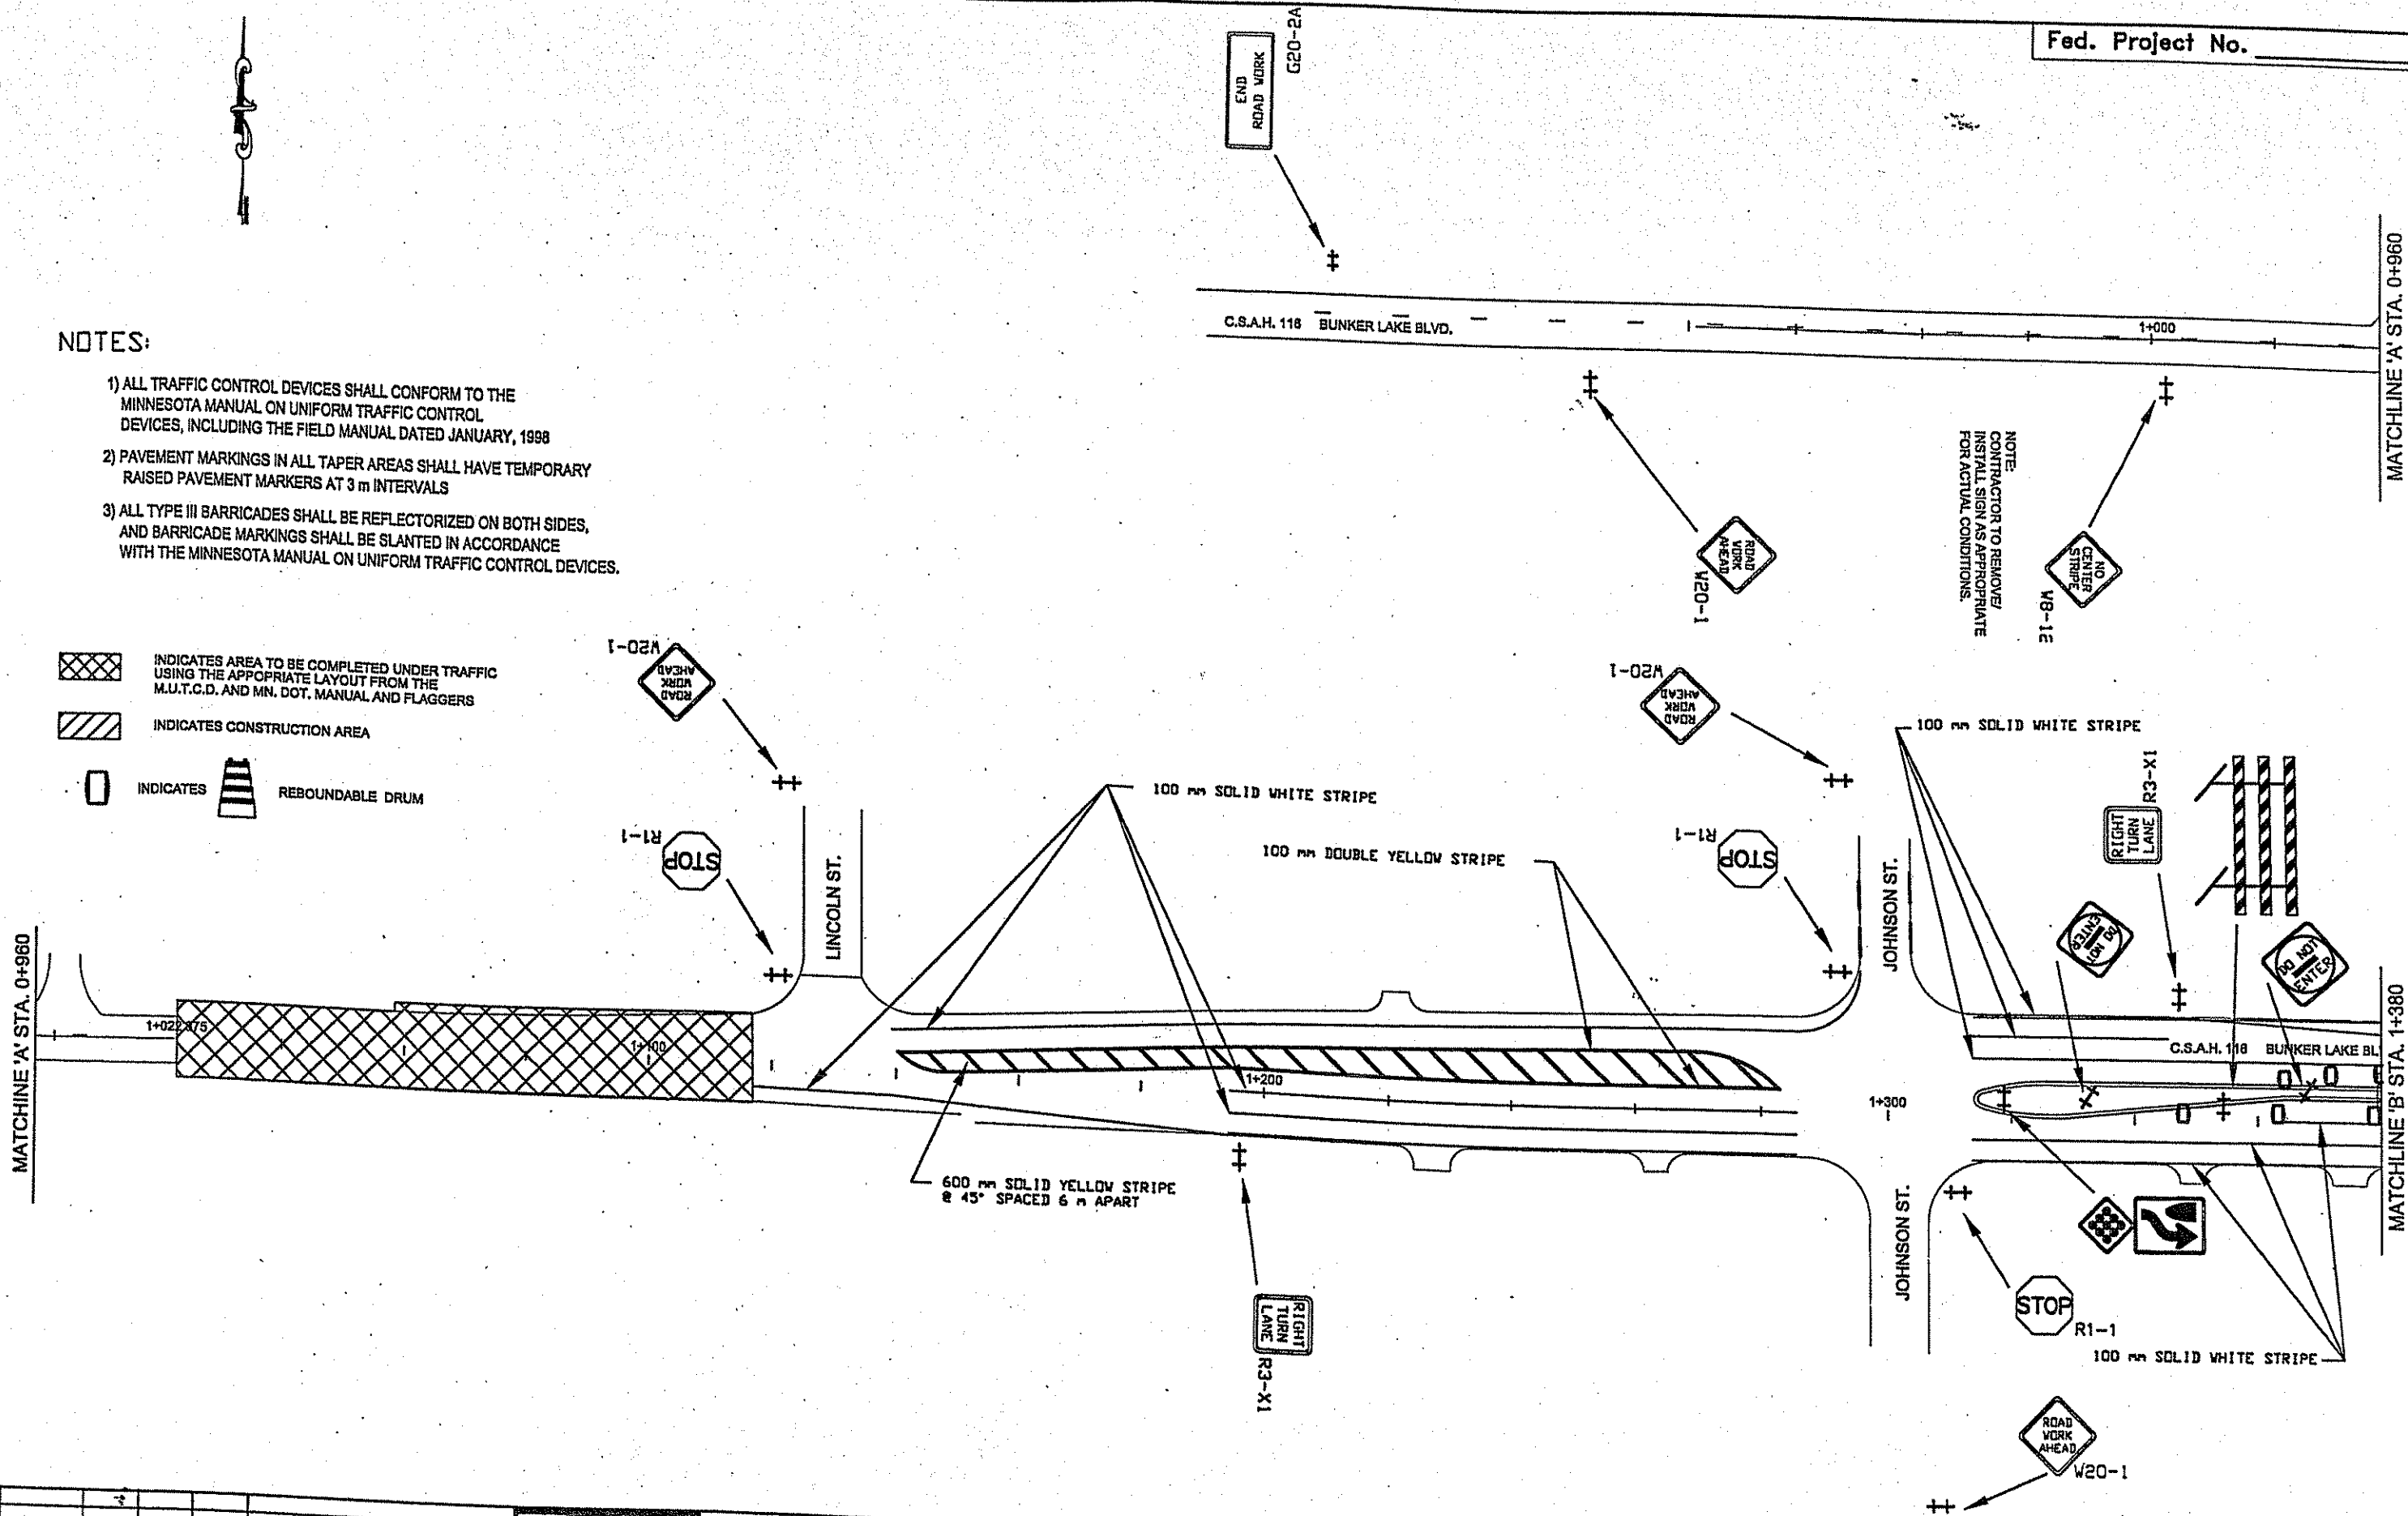 Fed. Project No.
END
ROAD WORK
G20-2A
C.S.A.H. 116 BUNKER LAKE BLVD.
1+000
MATCHLINE 'A' STA. 0+960
NOTES:
1) ALL TRAFFIC CONTROL DEVICES SHALL CONFORM TO THE
MINNESOTA MANUAL ON UNIFORM TRAFFIC CONTROL
DEVICES, INCLUDING THE FIELD MANUAL DATED JANUARY, 1998
2) PAVEMENT MARKINGS IN ALL TAPER AREAS SHALL HAVE TEMPORARY
RAISED PAVEMENT MARKERS AT 3 m INTERVALS
3) ALL TYPE III BARRICADES SHALL BE REFLECTORIZED ON BOTH SIDES,
AND BARRICADE MARKINGS SHALL BE SLANTED IN ACCORDANCE
WITH THE MINNESOTA MANUAL ON UNIFORM TRAFFIC CONTROL DEVICES.
ROAD
WORK
AHEAD
W20-1
NOTE:
CONTRACTOR TO REMOVE/
INSTALL SIGN AS APPROPRIATE
FOR ACTUAL CONDITIONS.
NO
CENTER
STRIPE
W8-12
INDICATES AREA TO BE COMPLETED UNDER TRAFFIC
USING THE APPOPRIATE LAYOUT FROM THE
M.U.T.C.D. AND MN. DOT. MANUAL AND FLAGGERS
INDICATES CONSTRUCTION AREA
INDICATES
REBOUNDABLE DRUM
W20-1
ROAD
WORK
AHEAD
R1-1
STOP
LINCOLN ST.
100 mm SOLID WHITE STRIPE
100 mm DOUBLE YELLOW STRIPE
W20-1
ROAD
WORK
AHEAD
R1-1
STOP
JOHNSON ST.
100 mm SOLID WHITE STRIPE
RIGHT
TURN
LANE
R3-X1
DO NOT
ENTER
DO NOT
ENTER
MATCHLINE 'A' STA. 0+960
1+022.375
1+100
1+200
1+300
C.S.A.H. 116 BUNKER LAKE BL
MATCHLINE 'B' STA. 1+380
600 mm SOLID YELLOW STRIPE
@ 45° SPACED 6 m APART
RIGHT
TURN
LANE
R3-X1
JOHNSON ST.
STOP
R1-1
100 mm SOLID WHITE STRIPE
ROAD
WORK
AHEAD
W20-1